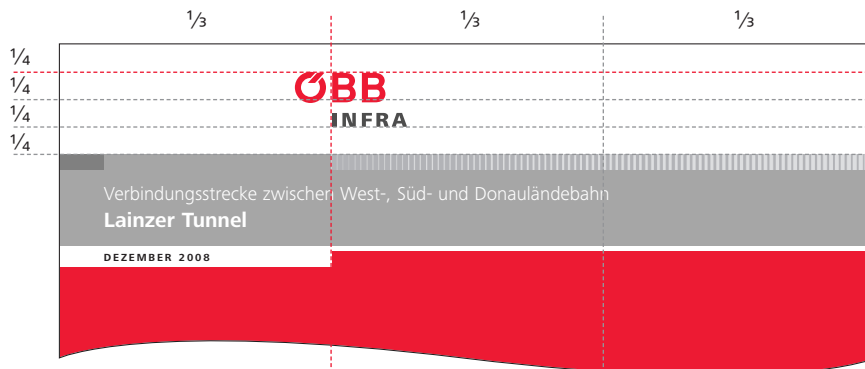 ⅓ ⅓ ⅓
¼
¼
¼
¼
ÖBB
INFRA
Verbindungsstrecke zwischen West-, Süd- und Donauländebahn
Lainzer Tunnel
DEZEMBER 2008